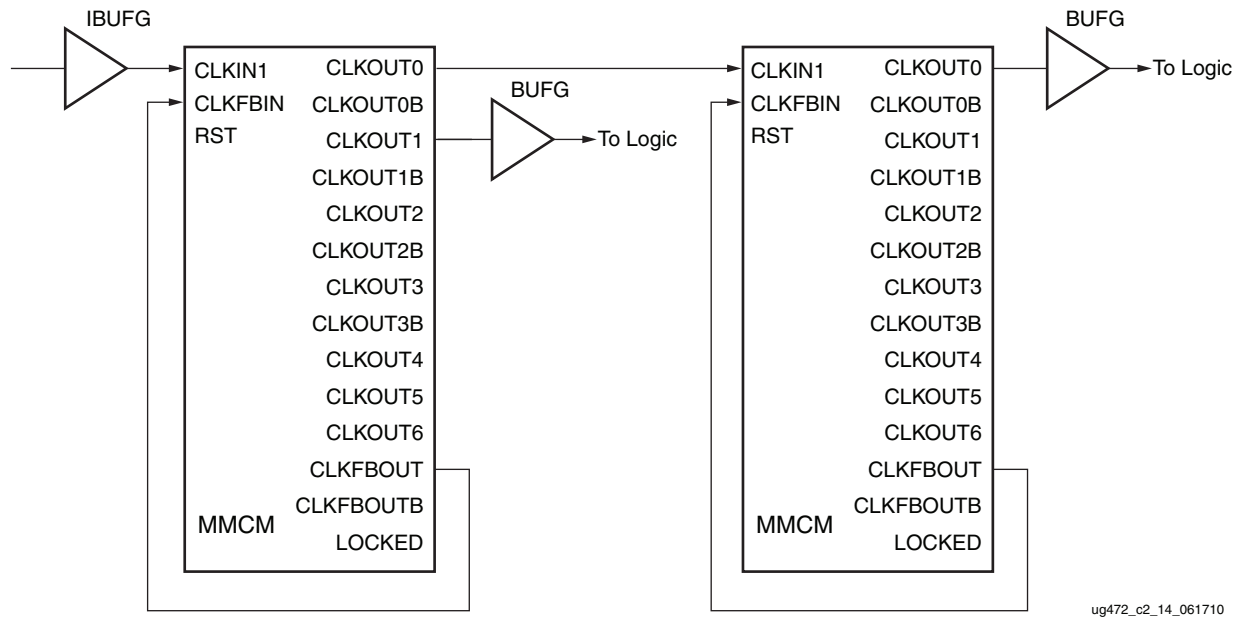 IBUFG
CLKIN1
CLKFBIN
RST
CLKOUT0
CLKOUT0B
CLKOUT1
CLKOUT1B
CLKOUT2
CLKOUT2B
CLKOUT3
CLKOUT3B
CLKOUT4
CLKOUT5
CLKOUT6
CLKFBOUT
CLKFBOUTB
LOCKED
MMCM
BUFG
To Logic
CLKIN1
CLKFBIN
RST
CLKOUT0
CLKOUT0B
CLKOUT1
CLKOUT1B
CLKOUT2
CLKOUT2B
CLKOUT3
CLKOUT3B
CLKOUT4
CLKOUT5
CLKOUT6
CLKFBOUT
CLKFBOUTB
LOCKED
MMCM
BUFG
To Logic
ug472_c2_14_061710